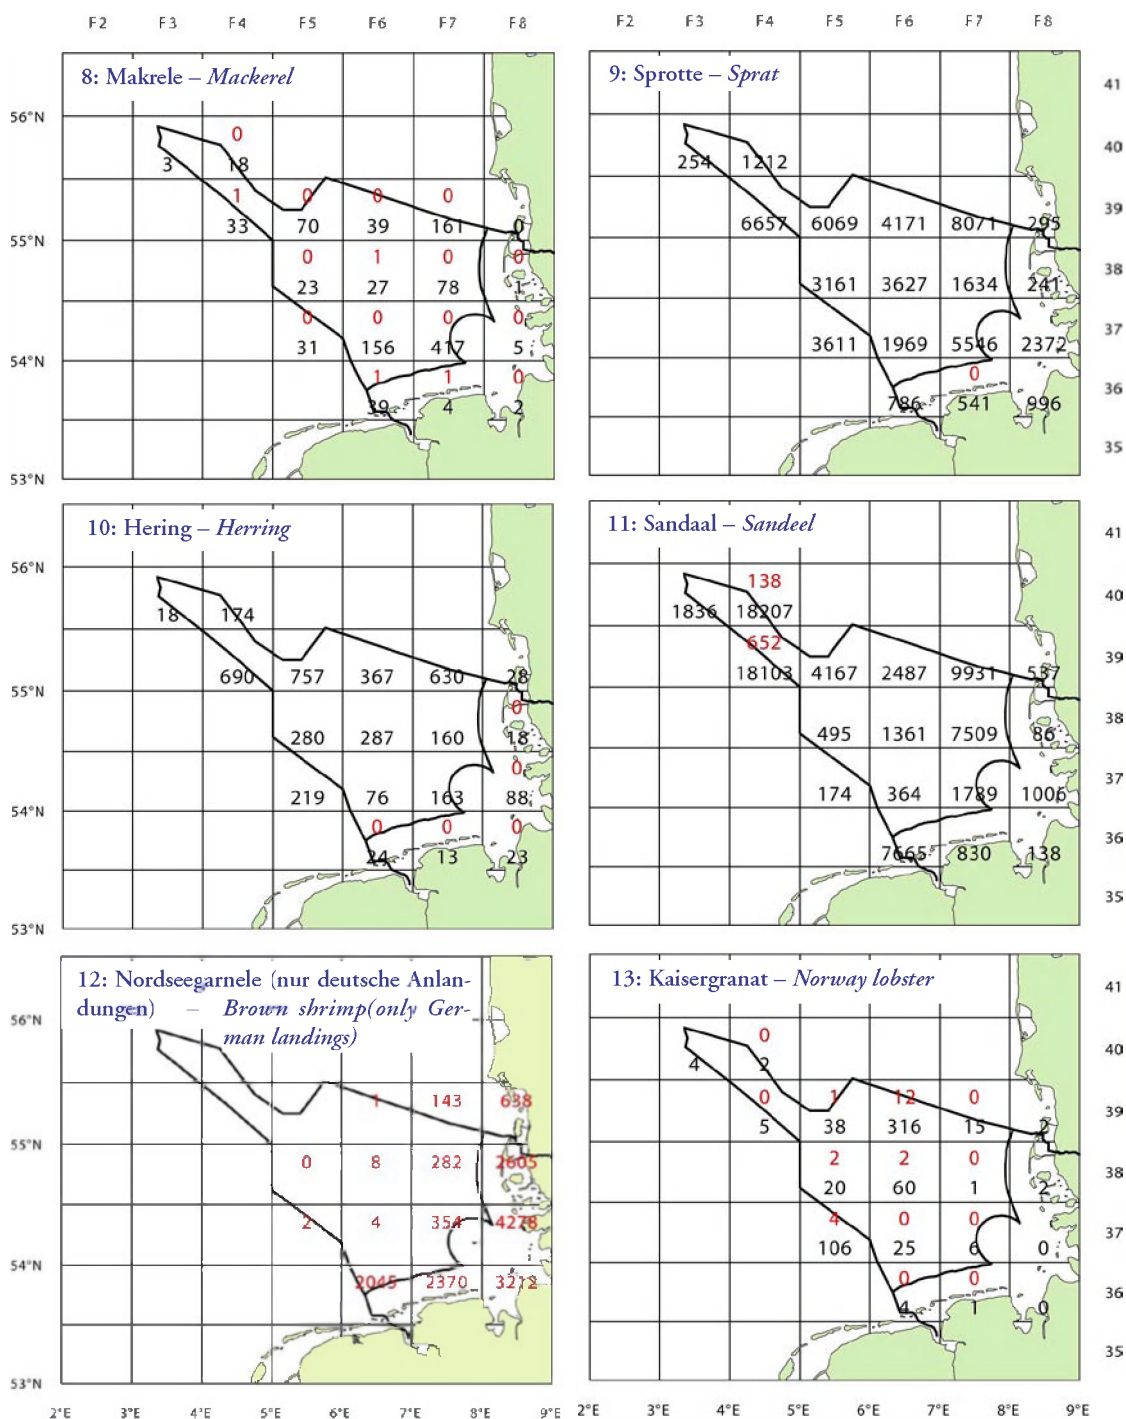 F2 F3 F4 F5 F6 F7 F8 F2 F3 F4 F5 F6 F7 F8
8: Makrele – Mackerel
56°N
55°N
54°N
53°N
0
3 18
1 0 0 0
33 70 39 161 0
0 1 0 0
23 27 78 1
0 0 0 0
31 156 417 5
1 1 0
39 4 2
9: Sprotte – Sprat
41
40
39
38
37
36
35
254 1212
6657 6069 4171 8071 295
3161 3627 1634 241
3611 1969 5546 2372
0
786 541 996
10: Hering – Herring
56°N
55°N
54°N
53°N
18 174
690 757 367 630 28
0
280 287 160 18
0
219 76 163 88
0 0 0
24 13 23
11: Sandaal – Sandeel
41
40
39
38
37
36
35
138
1836 18207
652
18103 4167 2487 9931 537
495 1361 7509 86
174 364 1789 1006
7665 830 138
12: Nordseegarnele (nur deutsche Anlan-
dungen) – Brown shrimp(only Ger-
man landings)
56°N
55°N
54°N
53°N
1 143 638
0 8 282 2605
2 4 354 4278
2045 2370 3212
13: Kaisergranat – Norway lobster
41
40
39
38
37
36
35
0
4 2
0 1 12 0
5 38 316 15 2
2 2 0
20 60 1 2
4 0 0
106 25 6 0
0 0
4 1 0
2°E 3°E 4°E 5°E 6°E 7°E 8°E 9°E 2°E 3°E 4°E 5°E 6°E 7°E 8°E 9°E